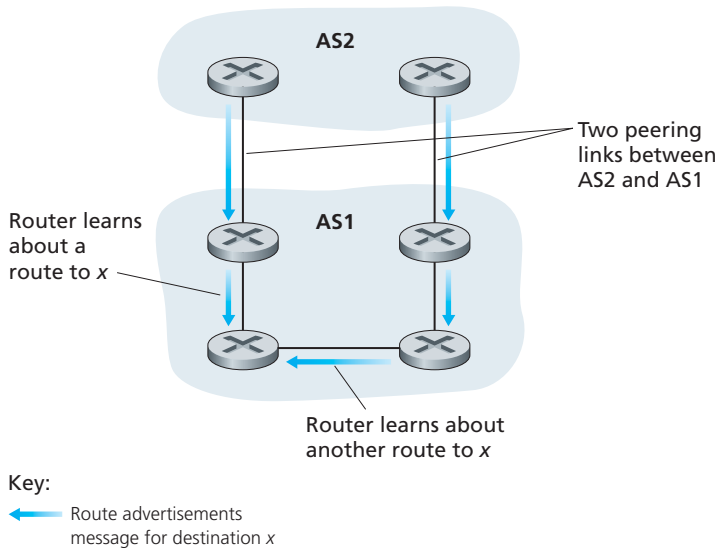 AS2
Two peering
links between
AS2 and AS1
Router learns
about a
route to x
AS1
Router learns about
another route to x
Key:
Route advertisements
message for destination x